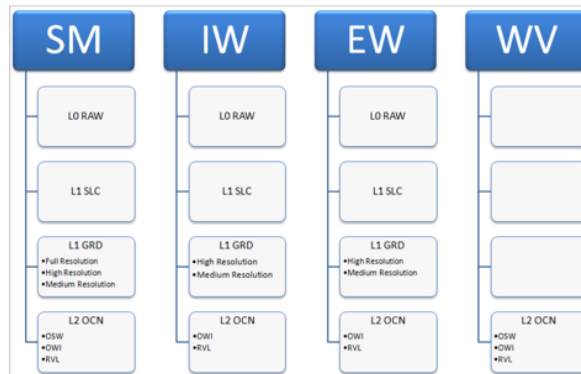 SM
L0 RAW
L1 SLC
L1 GRD
•Full Resolution
•High Resolution
•Medium Resolution
L2 OCN
•OSW
•OWI
•RVL
IW
L0 RAW
L1 SLC
L1 GRD
•High Resolution
•Medium Resolution
L2 OCN
•OWI
•RVL
EW
L0 RAW
L1 SLC
L1 GRD
•High Resolution
•Medium Resolution
L2 OCN
•OWI
•RVL
WV
L2 OCN
•OSW
•OWI
•RVL